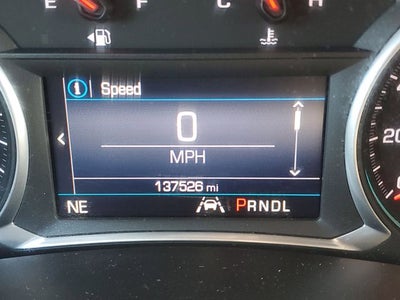 E F C H
i Speed
0
MPH
137526 mi
NE PRNDL
20